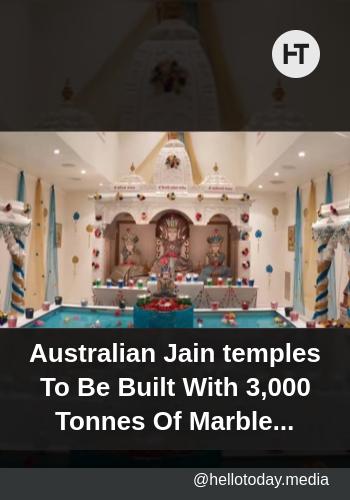 HT
Australian Jain temples
To Be Built With 3,000
Tonnes Of Marble...
@hellotoday.media